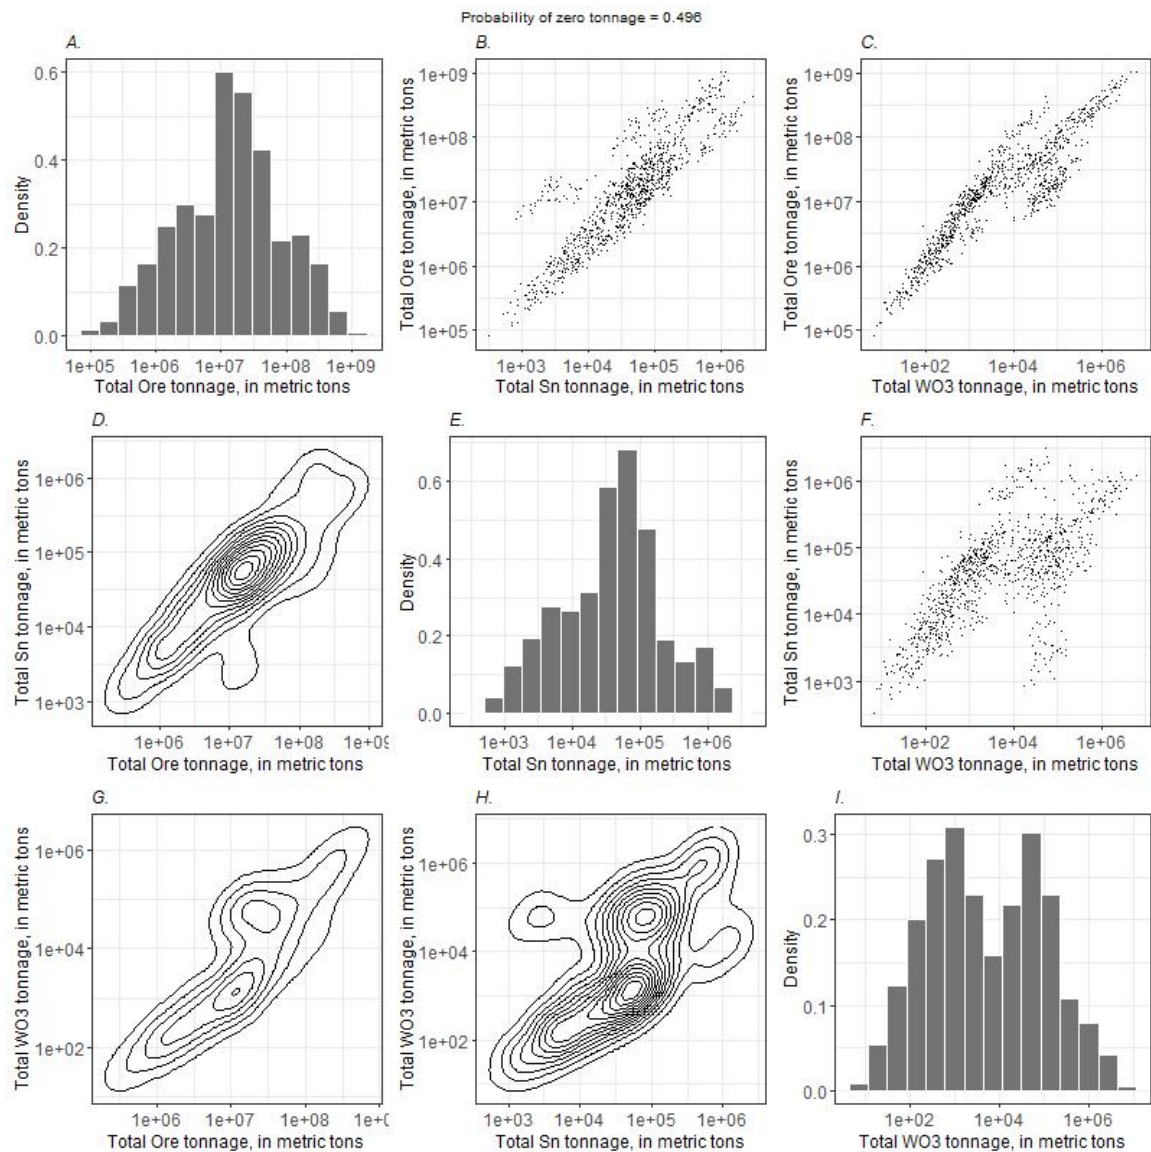 Probability of zero tonnage = 0.496
A.
0.6
0.4
0.2
0.0
Density
1e+05 1e+06 1e+07 1e+08 1e+09
Total Ore tonnage, in metric tons
B.
1e+09
1e+08
1e+07
1e+06
1e+05
Total Ore tonnage, in metric tons
1e+03 1e+04 1e+05 1e+06
Total Sn tonnage, in metric tons
C.
1e+09
1e+08
1e+07
1e+06
1e+05
Total Ore tonnage, in metric tons
1e+02 1e+04 1e+06
Total WO3 tonnage, in metric tons
D.
1e+06
1e+05
1e+04
1e+03
Total Sn tonnage, in metric tons
1e+06 1e+07 1e+08 1e+09
Total Ore tonnage, in metric tons
E.
0.6
0.4
0.2
0.0
Density
1e+03 1e+04 1e+05 1e+06
Total Sn tonnage, in metric tons
F.
1e+06
1e+05
1e+04
1e+03
Total Sn tonnage, in metric tons
1e+02 1e+04 1e+06
Total WO3 tonnage, in metric tons
G.
1e+06
1e+04
1e+02
Total WO3 tonnage, in metric tons
1e+06 1e+07 1e+08
Total Ore tonnage, in metric tons
H.
1e+06
1e+04
1e+02
Total WO3 tonnage, in metric tons
1e+03 1e+04 1e+05 1e+06
Total Sn tonnage, in metric tons
I.
0.3
0.2
0.1
0.0
Density
1e+02 1e+04 1e+06
Total WO3 tonnage, in metric tons